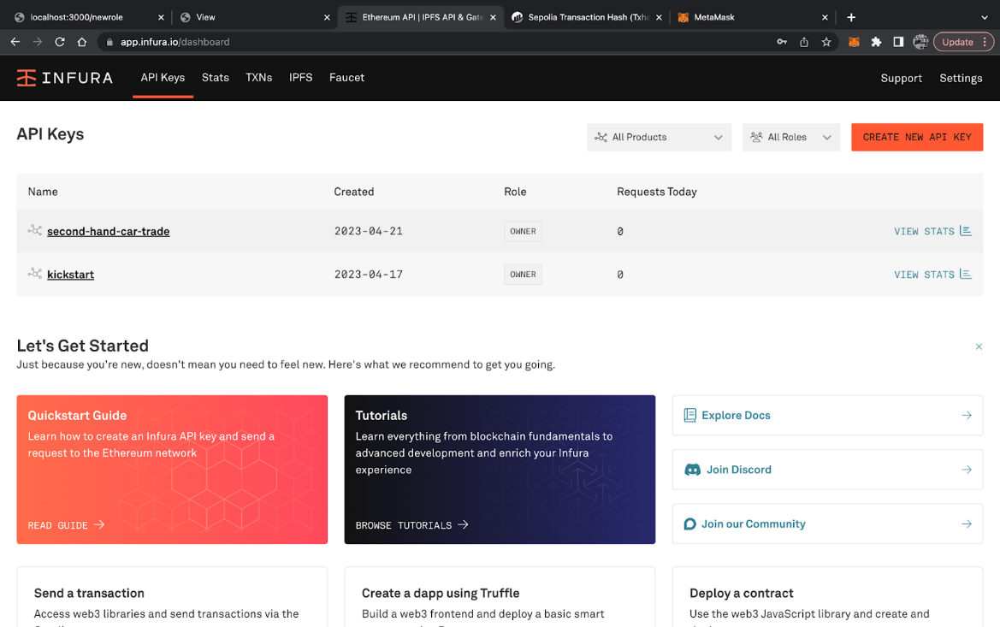 localhost:3000/newrole
View
Ethereum API | IPFS API & Gate
Sepolia Transaction Hash (Txha
MetaMask
app.infura.io/dashboard
Update
INFURA
API Keys
Stats
TXNs
IPFS
Faucet
Support
Settings
API Keys
All Products
All Roles
CREATE NEW API KEY
Name Created Role Requests Today
second-hand-car-trade 2023-04-21 OWNER 0 VIEW STATS
kickstart 2023-04-17 OWNER 0 VIEW STATS
Let's Get Started
Just because you're new, doesn't mean you need to feel new. Here's what we recommend to get you going.
Quickstart Guide
Learn how to create an Infura API key and send a
request to the Ethereum network
READ GUIDE
Tutorials
Learn everything from blockchain fundamentals to
advanced development and enrich your Infura
experience
BROWSE TUTORIALS
Explore Docs
Join Discord
Join our Community
Send a transaction
Access web3 libraries and send transactions via the
Create a dapp using Truffle
Build a web3 frontend and deploy a basic smart
Deploy a contract
Use the web3 JavaScript library and create and